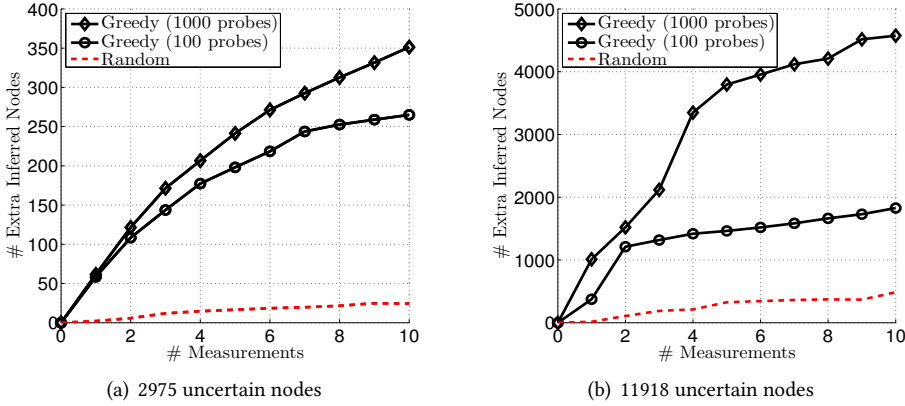 400
350
300
250
200
150
100
50
0
# Extra Inferred Nodes
Greedy (1000 probes)
Greedy (100 probes)
Random
0 2 4 6 8 10
# Measurements
(a) 2975 uncertain nodes
5000
4000
3000
2000
1000
0
# Extra Inferred Nodes
Greedy (1000 probes)
Greedy (100 probes)
Random
0 2 4 6 8 10
# Measurements
(b) 11918 uncertain nodes